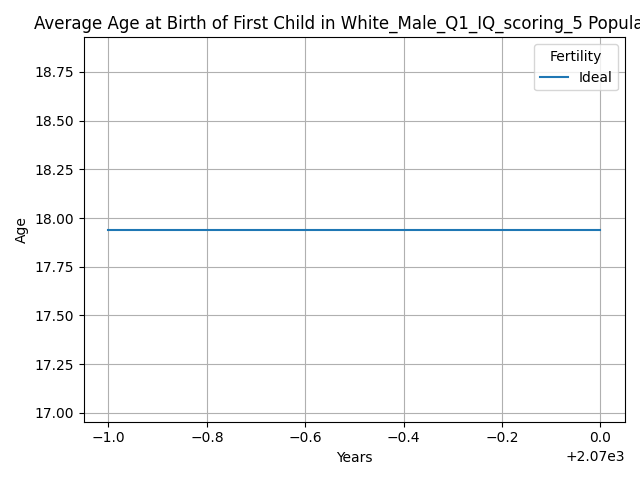 Average Age at Birth of First Child in White_Male_Q1_IQ_scoring_5 Popula
Fertility
Ideal
18.75
18.50
18.25
18.00
17.75
17.50
17.25
17.00
Age
−1.0 −0.8 −0.6 −0.4 −0.2 0.0
Years
+2.07e3